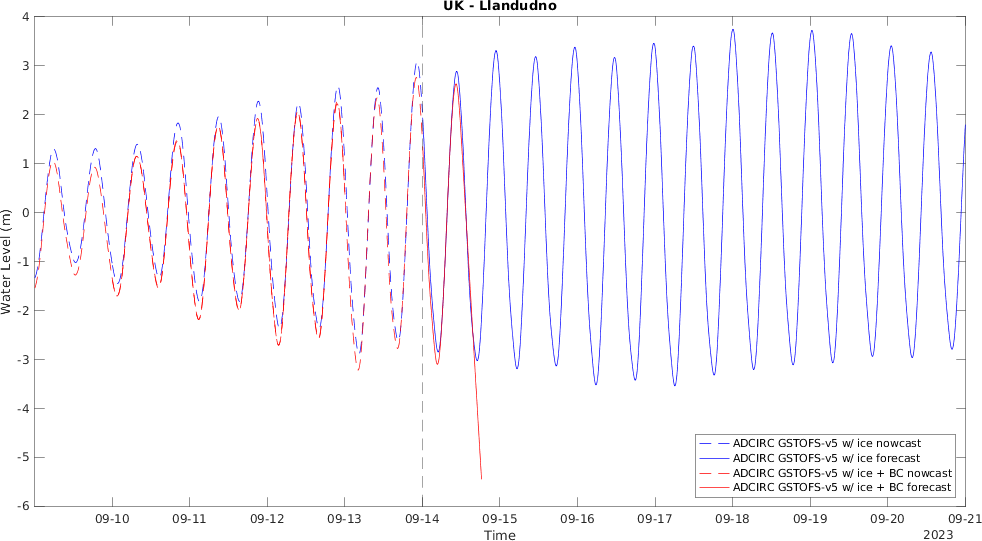 UK - Llandudno
4
3
2
1
0
-1
-2
-3
-4
-5
-6
Water Level (m)
ADCIRC GSTOFS-v5 w/ ice nowcast
ADCIRC GSTOFS-v5 w/ ice forecast
ADCIRC GSTOFS-v5 w/ ice + BC nowcast
ADCIRC GSTOFS-v5 w/ ice + BC forecast
09-10 09-11 09-12 09-13 09-14 09-15 09-16 09-17 09-18 09-19 09-20 09-21
Time
2023